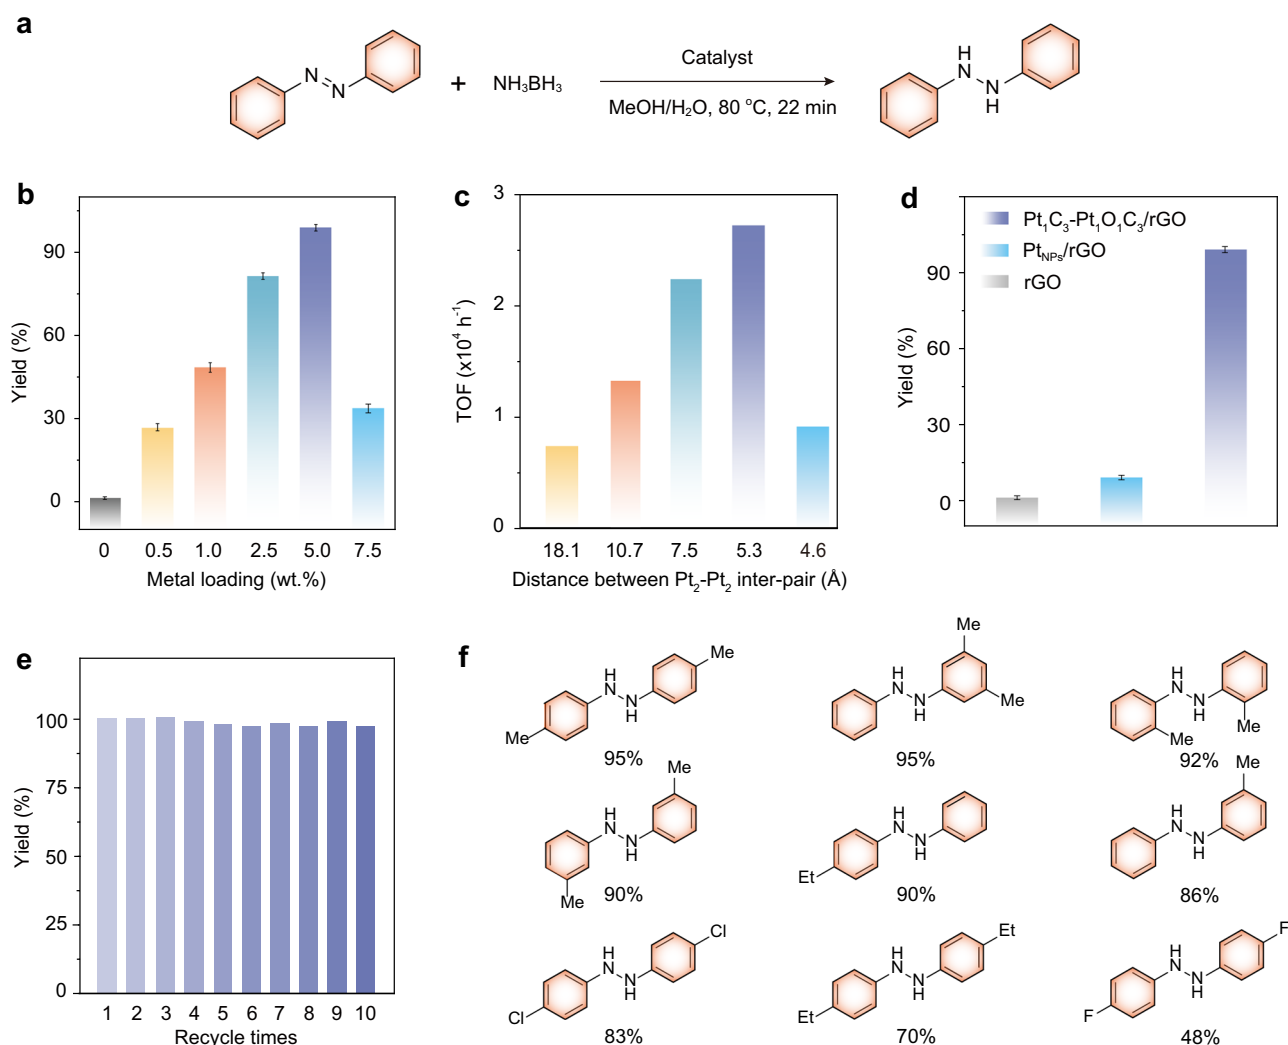 a
N
N
+
NH₃BH₃
Catalyst
MeOH/H₂O, 80 °C, 22 min
H
N
N
H
b
Yield (%)
90
60
30
0
0 0.5 1.0 2.5 5.0 7.5
Metal loading (wt.%)
c
TOF (x10⁴ h⁻¹)
3
2
1
0
18.1 10.7 7.5 5.3 4.6
Distance between Pt₂-Pt₂ inter-pair (Å)
d
Yield (%)
90
60
30
0
Pt₁C₃-Pt₁O₁C₃/rGO
Pt_NPs/rGO
rGO
e
Yield (%)
100
75
50
25
0
1 2 3 4 5 6 7 8 9 10
Recycle times
f
Me
H
N
N
H
Me
95%
Me
H
N
N
H
Me
95%
H
N
N
H
Me
Me
92%
Me
H
N
N
H
Me
90%
H
N
N
H
Et
90%
Me
H
N
N
H
86%
Cl
H
N
N
H
Cl
83%
Et
H
N
N
H
Et
70%
F
H
N
N
H
F
48%